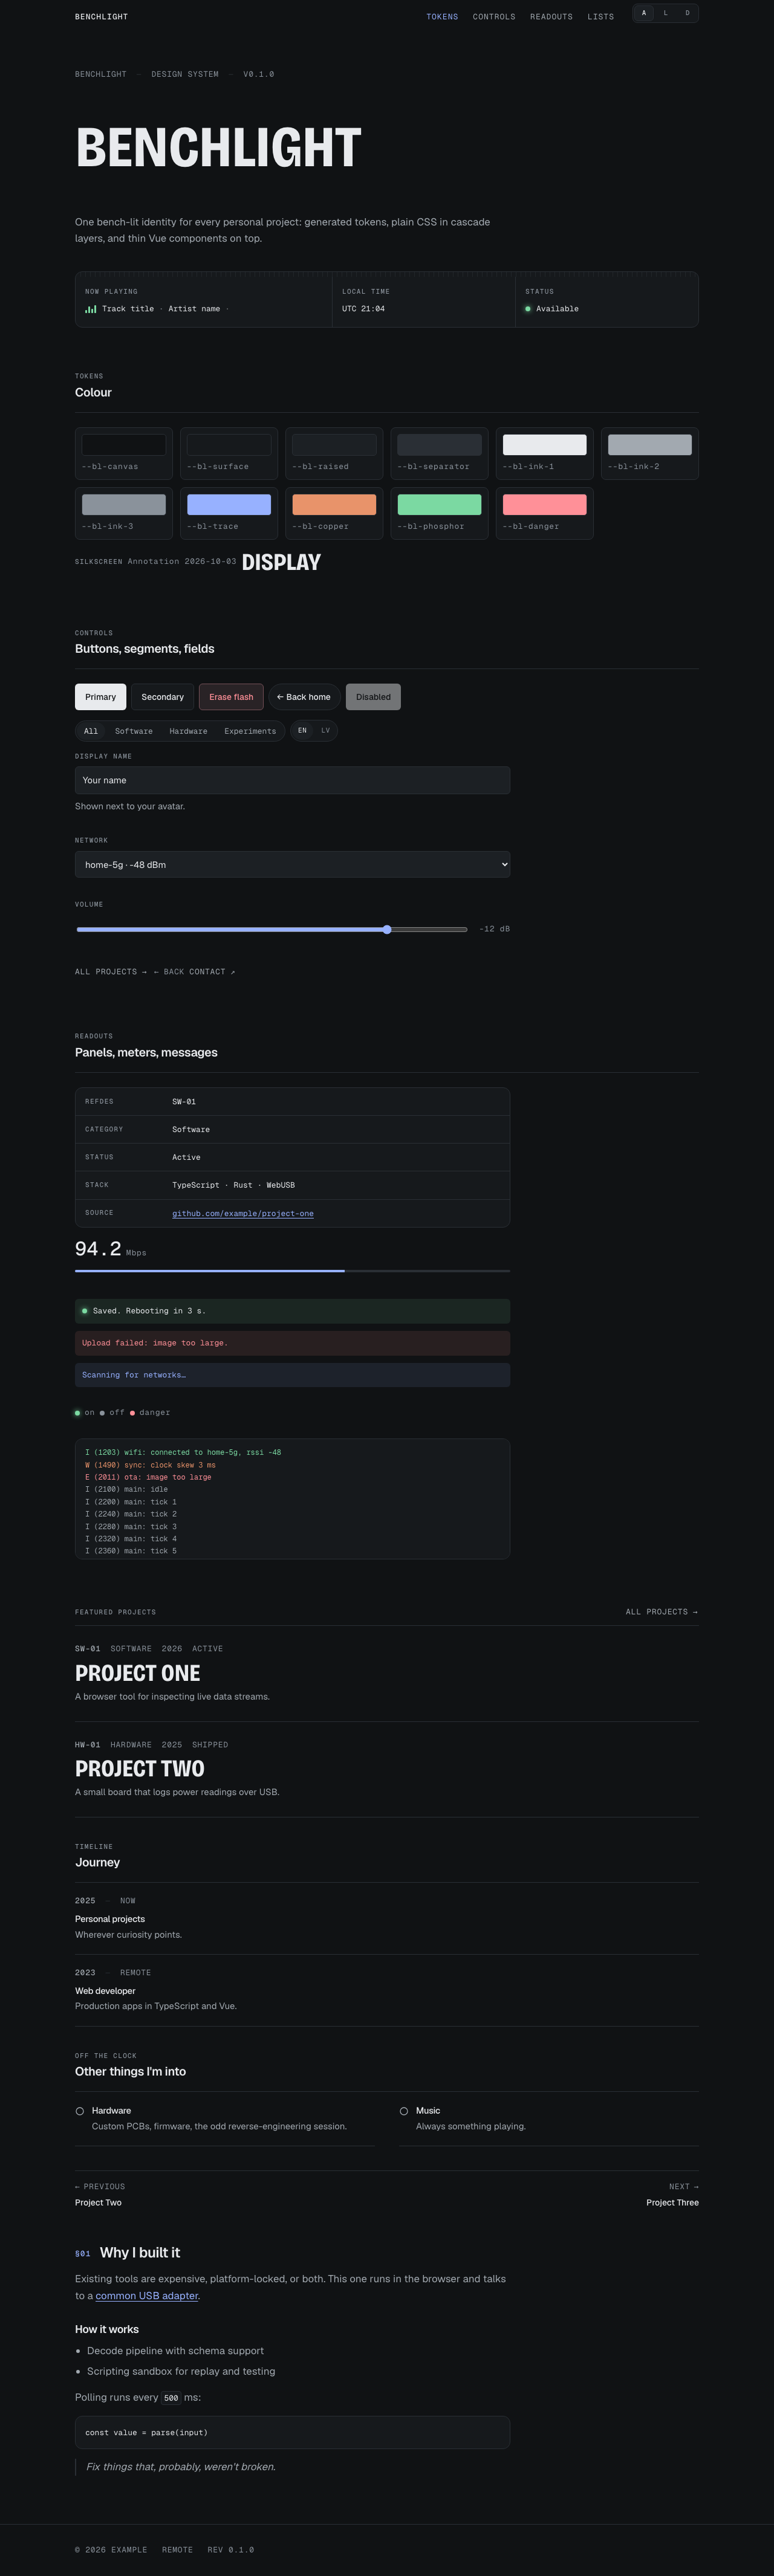 BENCHLIGHT
TOKENS CONTROLS READOUTS LISTS A L D
BENCHLIGHT — DESIGN SYSTEM — V0.1.0
BENCHLIGHT
One bench-lit identity for every personal project: generated tokens, plain CSS in cascade
layers, and thin Vue components on top.
NOW PLAYING
Track title · Artist name ·
LOCAL TIME
UTC 21:04
STATUS
Available
TOKENS
Colour
--bl-canvas --bl-surface --bl-raised --bl-separator --bl-ink-1 --bl-ink-2
--bl-ink-3 --bl-trace --bl-copper --bl-phosphor --bl-danger
SILKSCREEN Annotation 2026-10-03 DISPLAY
CONTROLS
Buttons, segments, fields
Primary Secondary Erase flash ← Back home Disabled
All Software Hardware Experiments EN LV
DISPLAY NAME
Your name
Shown next to your avatar.
NETWORK
home-5g · -48 dBm
VOLUME
-12 dB
ALL PROJECTS → ← BACK CONTACT ↗
READOUTS
Panels, meters, messages
REFDES SW-01
CATEGORY Software
STATUS Active
STACK TypeScript · Rust · WebUSB
SOURCE github.com/example/project-one
94.2 Mbps
Saved. Rebooting in 3 s.
Upload failed: image too large.
Scanning for networks…
on off danger
I (1203) wifi: connected to home-5g, rssi -48
W (1490) sync: clock skew 3 ms
E (2011) ota: image too large
I (2100) main: idle
I (2200) main: tick 1
I (2240) main: tick 2
I (2280) main: tick 3
I (2320) main: tick 4
I (2360) main: tick 5
FEATURED PROJECTS ALL PROJECTS →
SW-01 SOFTWARE 2026 ACTIVE
PROJECT ONE
A browser tool for inspecting live data streams.
HW-01 HARDWARE 2025 SHIPPED
PROJECT TWO
A small board that logs power readings over USB.
TIMELINE
Journey
2025 — NOW
Personal projects
Wherever curiosity points.
2023 — REMOTE
Web developer
Production apps in TypeScript and Vue.
OFF THE CLOCK
Other things I'm into
Hardware
Custom PCBs, firmware, the odd reverse-engineering session.
Music
Always something playing.
← PREVIOUS
Project Two
NEXT →
Project Three
§01 Why I built it
Existing tools are expensive, platform-locked, or both. This one runs in the browser and talks
to a common USB adapter.
How it works
• Decode pipeline with schema support
• Scripting sandbox for replay and testing
Polling runs every 500 ms:
const value = parse(input)
Fix things that, probably, weren't broken.
© 2026 EXAMPLE REMOTE REV 0.1.0